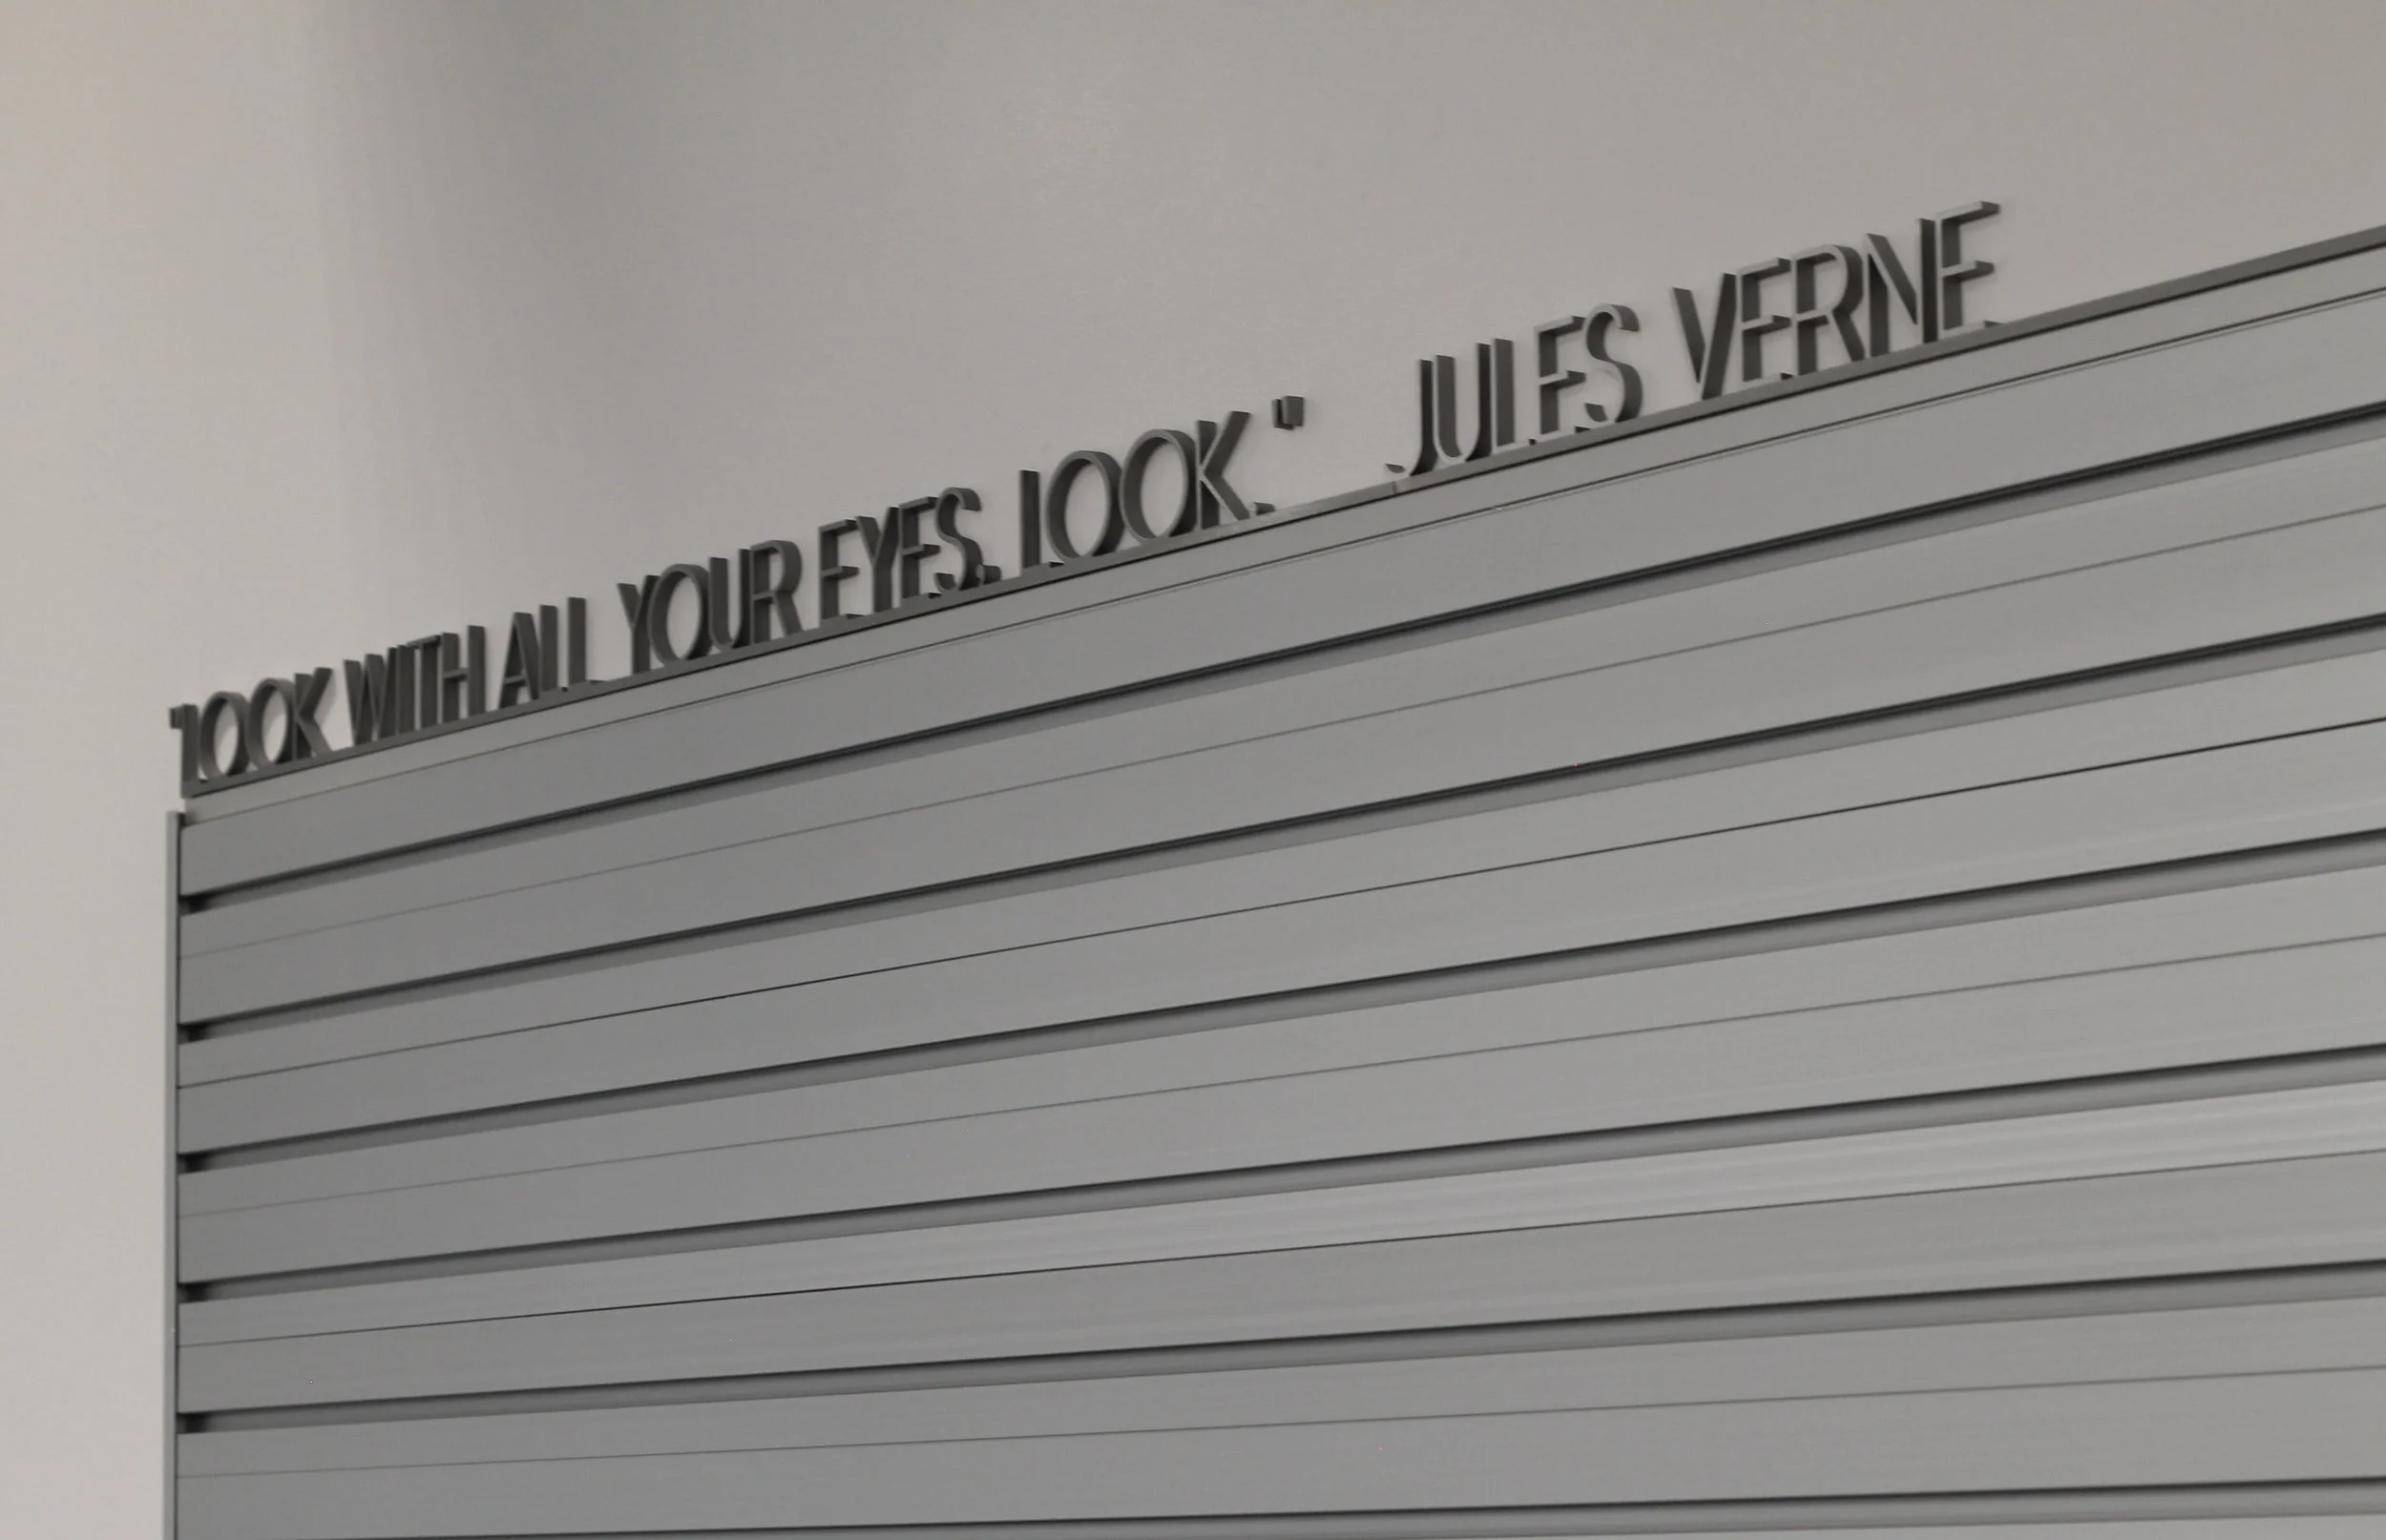 "LOOK WITH ALL YOUR EYES, LOOK." JULES VERNE